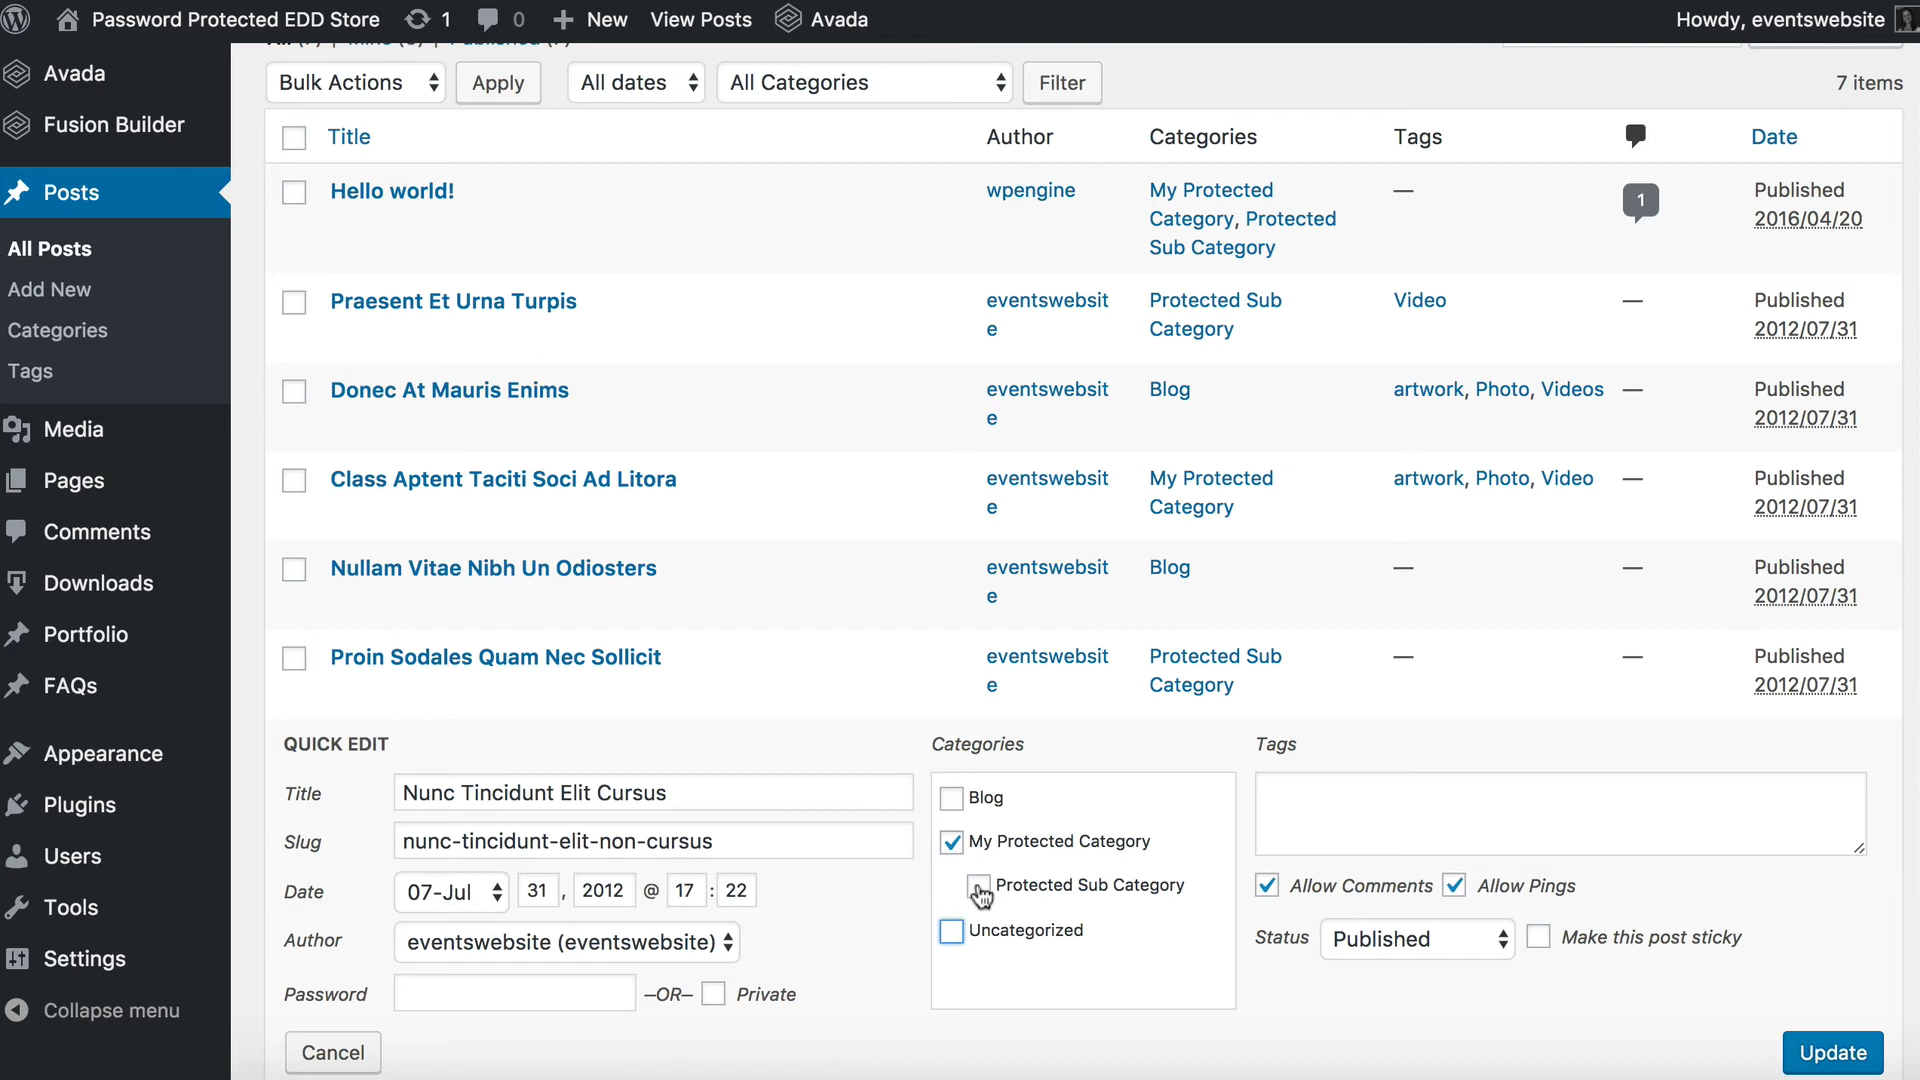 Password Protected EDD Store 1 0 New View Posts Avada Howdy, eventswebsite
Avada
Fusion Builder
Posts
All Posts
Add New
Categories
Tags
Media
Pages
Comments
Downloads
Portfolio
FAQs
Appearance
Plugins
Users
Tools
Settings
Collapse menu
Bulk Actions Apply All dates All Categories Filter 7 items
Title Author Categories Tags Date
Hello world! wpengine My Protected — 1 Published
Category, Protected 2016/04/20
Sub Category
Praesent Et Urna Turpis eventswebsit Protected Sub Video — Published
e Category 2012/07/31
Donec At Mauris Enims eventswebsit Blog artwork, Photo, Videos — Published
e 2012/07/31
Class Aptent Taciti Soci Ad Litora eventswebsit My Protected artwork, Photo, Video — Published
e Category 2012/07/31
Nullam Vitae Nibh Un Odiosters eventswebsit Blog — — Published
e 2012/07/31
Proin Sodales Quam Nec Sollicit eventswebsit Protected Sub — — Published
e Category 2012/07/31
QUICK EDIT Categories Tags
Title Nunc Tincidunt Elit Cursus Blog
Slug nunc-tincidunt-elit-non-cursus My Protected Category
Date 07-Jul 31 , 2012 @ 17 : 22 Protected Sub Category Allow Comments Allow Pings
Author eventswebsite (eventswebsite) Uncategorized Status Published Make this post sticky
Password –OR– Private
Cancel Update